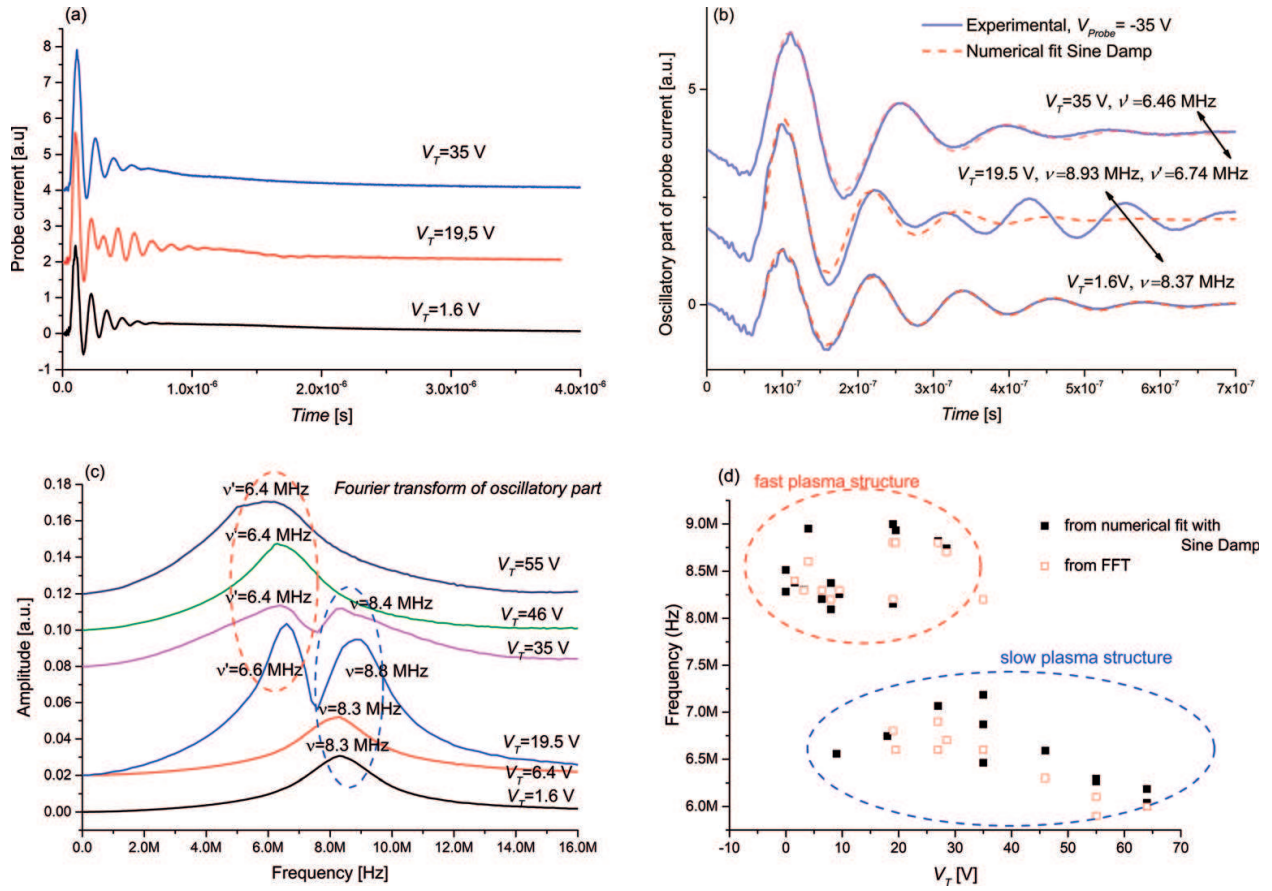 (a)
Probe current [a.u]
8
6
4
2
0
-1
V_T=35 V
V_T=19,5 V
V_T=1.6 V
0.0
1.0x10⁻⁶
2.0x10⁻⁶
3.0x10⁻⁶
4.0x10⁻⁶
Time [s]
(b)
Oscillatory part of probe current [a.u.]
5
0
Experimental, V_Probe= -35 V
Numerical fit Sine Damp
V_T=35 V, ν'=6.46 MHz
V_T=19.5 V, ν=8.93 MHz, ν'=6.74 MHz
V_T=1.6V, ν=8.37 MHz
0
1x10⁻⁷
2x10⁻⁷
3x10⁻⁷
4x10⁻⁷
5x10⁻⁷
6x10⁻⁷
7x10⁻⁷
Time [s]
(c)
Amplitude [a.u.]
0.18
0.16
0.14
0.12
0.10
0.08
0.06
0.04
0.02
0.00
Fourier transform of oscillatory part
ν'=6.4 MHz
ν'=6.4 MHz
V_T=55 V
ν'=6.4 MHz
ν=8.4 MHz
V_T=46 V
V_T=35 V
ν'=6.6 MHz
ν=8.8 MHz
ν=8.3 MHz
V_T=19.5 V
ν=8.3 MHz
V_T=6.4 V
V_T=1.6 V
0.0
2.0M
4.0M
6.0M
8.0M
10.0M
12.0M
14.0M
16.0M
Frequency [Hz]
(d)
fast plasma structure
from numerical fit with
Sine Damp
from FFT
slow plasma structure
Frequency (Hz)
9.0M
8.5M
8.0M
7.5M
7.0M
6.5M
6.0M
-10
0
10
20
30
40
50
60
70
V_T [V]